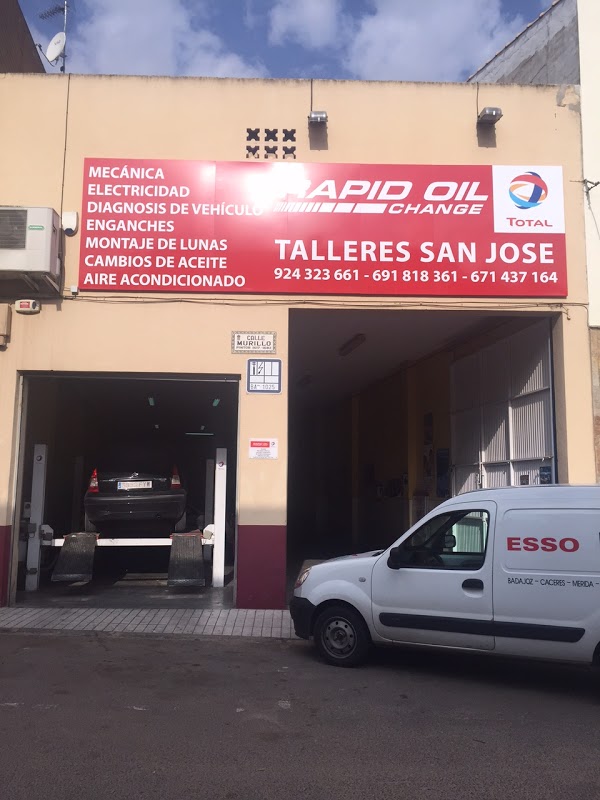 MECÁNICA
ELECTRICIDAD
DIAGNOSIS DE VEHÍCULO
ENGANCHES
MONTAJE DE LUNAS
CAMBIOS DE ACEITE
AIRE ACONDICIONADO
RAPID OIL
CHANGE
TOTAL
TALLERES SAN JOSE
924 323 661 - 691 818 361 - 671 437 164
CALLE
MURILLO
ESSO
BADAJOZ - CACERES - MERIDA -